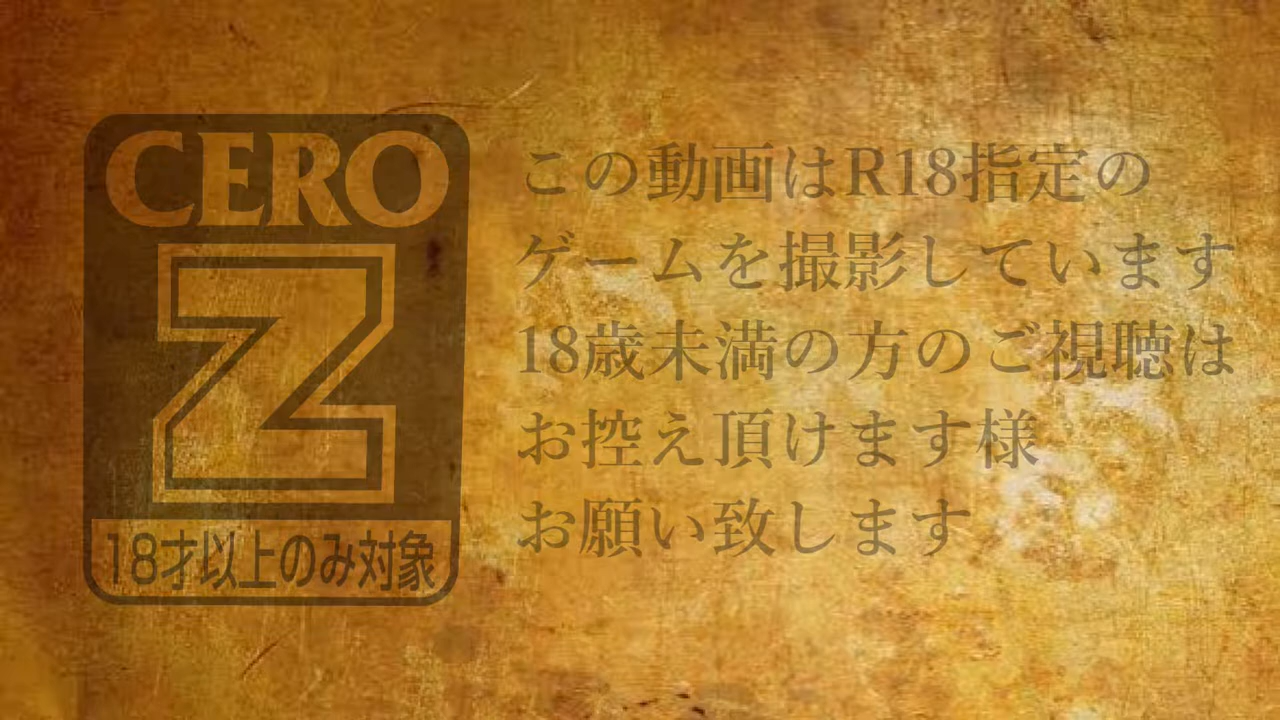 CERO
Z
18才以上のみ対象
この動画はR18指定の
ゲームを撮影しています
18歳未満の方のご視聴は
お控え頂けます様
お願い致します